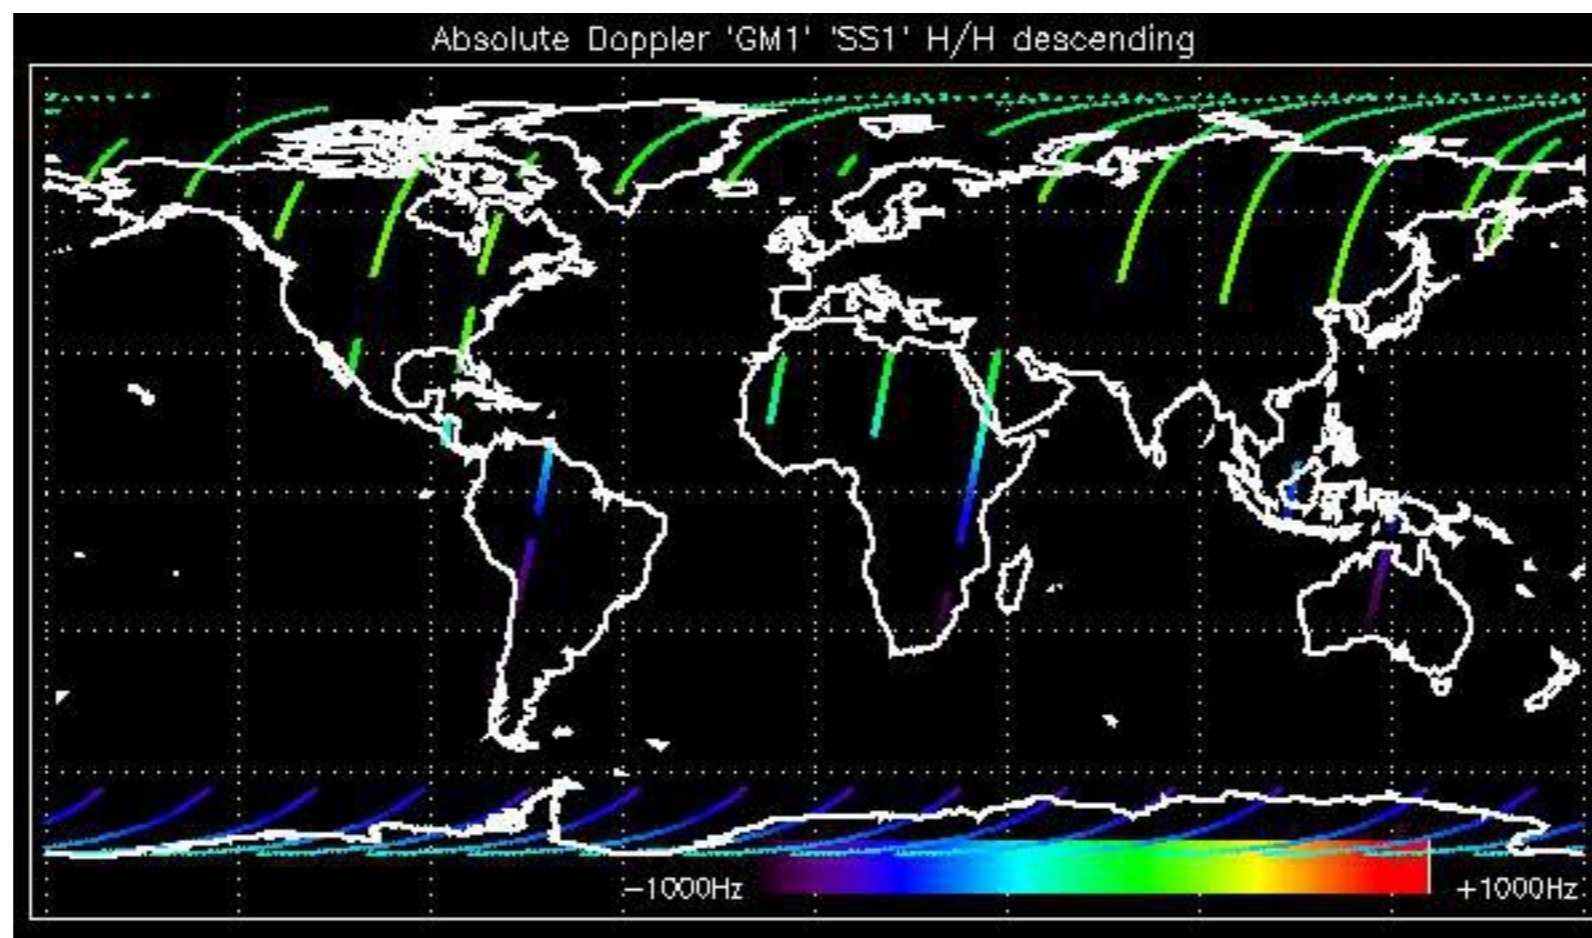 Absolute Doppler 'GM1' 'SS1' H/H descending
−1000Hz +1000Hz